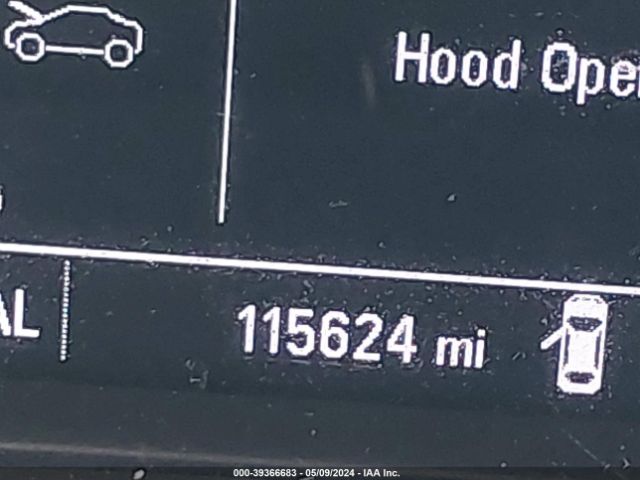 Hood Ope
AL
115624 mi
000-39366683 - 05/09/2024 - IAA Inc.